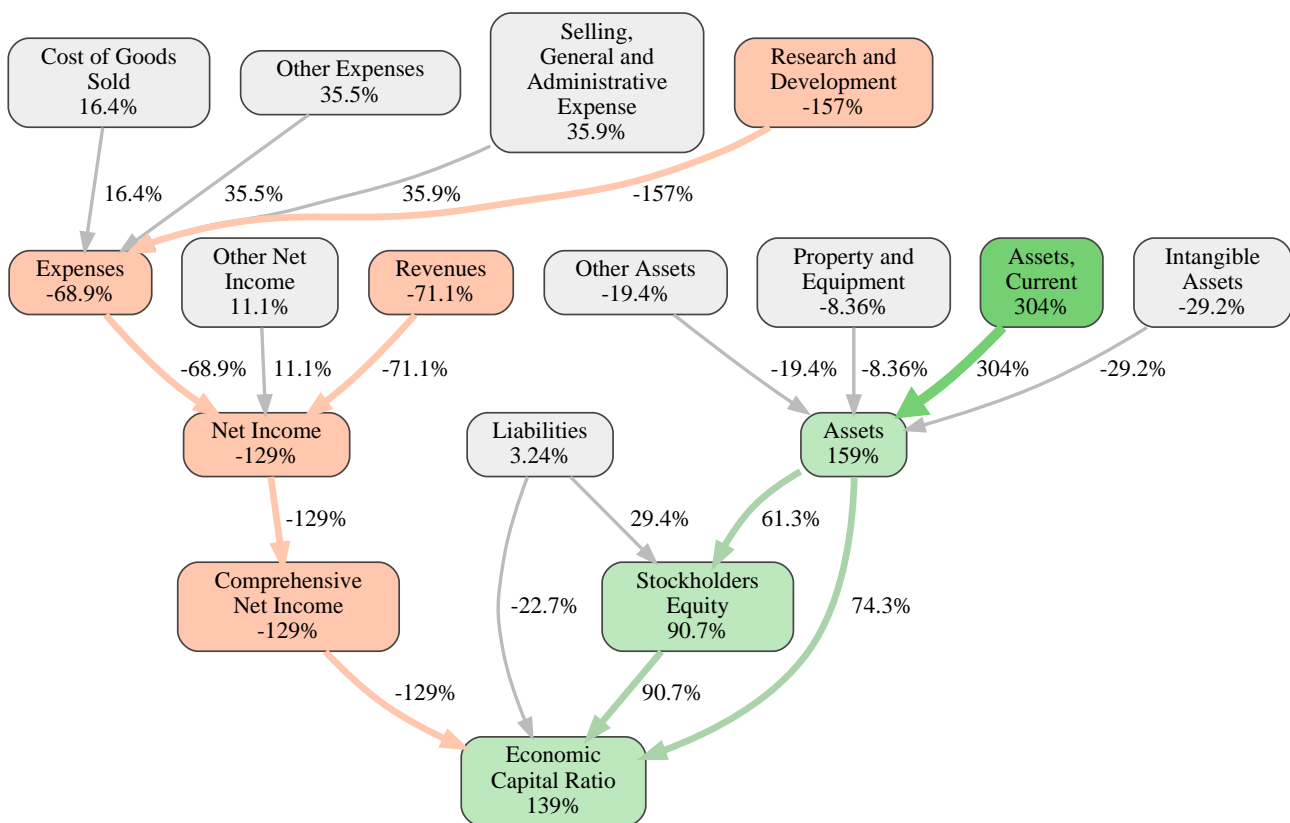 Cost of Goods
Sold
16.4%
Other Expenses
35.5%
Selling,
General and
Administrative
Expense
35.9%
Research and
Development
-157%
16.4%
35.5%
35.9%
-157%
Expenses
-68.9%
Other Net
Income
11.1%
Revenues
-71.1%
Other Assets
-19.4%
Property and
Equipment
-8.36%
Assets,
Current
304%
Intangible
Assets
-29.2%
-68.9%
11.1%
-71.1%
-19.4%
-8.36%
304%
-29.2%
Net Income
-129%
Liabilities
3.24%
Assets
159%
-129%
29.4%
61.3%
Comprehensive
Net Income
-129%
-22.7%
Stockholders
Equity
90.7%
74.3%
-129%
90.7%
Economic
Capital Ratio
139%